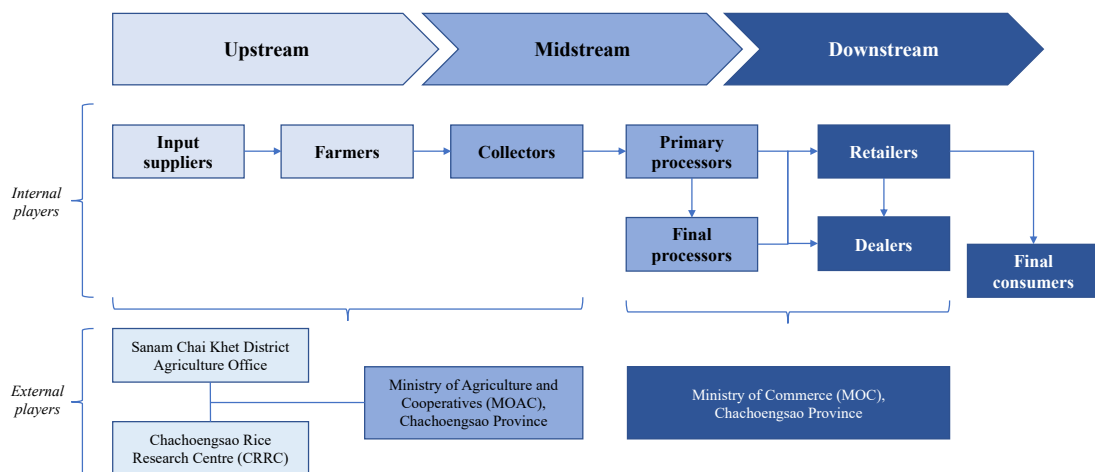 Upstream
Midstream
Downstream
Internal
players
Input
suppliers
Farmers
Collectors
Primary
processors
Retailers
Final
processors
Dealers
Final
consumers
External
players
Sanam Chai Khet District
Agriculture Office
Ministry of Agriculture and
Cooperatives (MOAC),
Chachoengsao Province
Ministry of Commerce (MOC),
Chachoengsao Province
Chachoengsao Rice
Research Centre (CRRC)